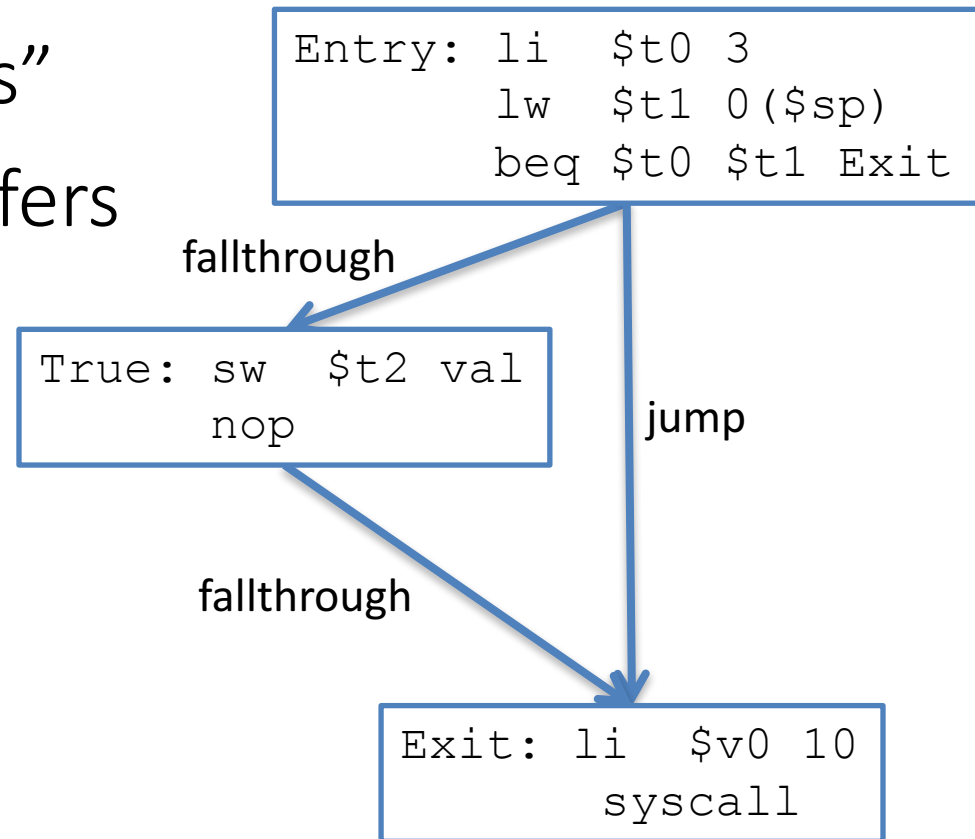 s”
fers
Entry: li $t0 3
lw $t1 0($sp)
beq $t0 $t1 Exit
fallthrough
True: sw $t2 val
nop
jump
fallthrough
Exit: li $v0 10
syscall